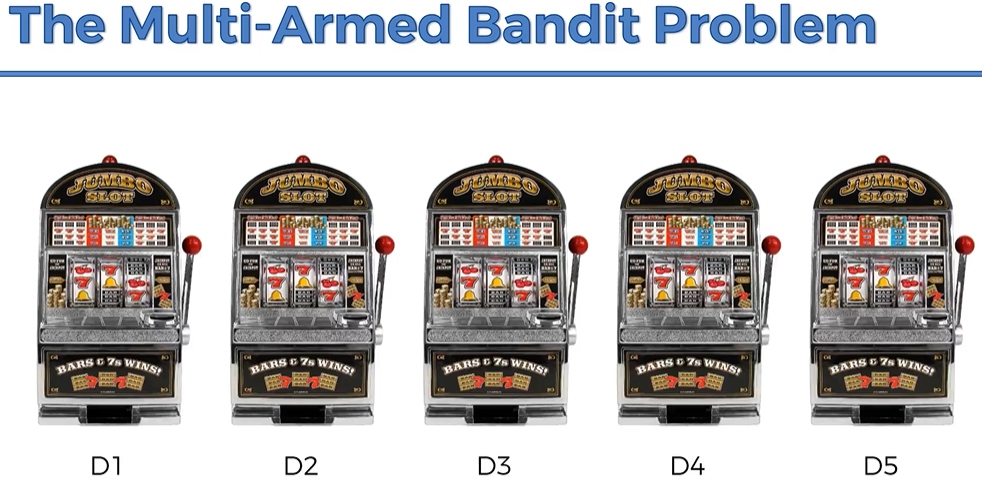 The Multi-Armed Bandit Problem
JUMBO JUMBO JUMBO JUMBO JUMBO
SLOT SLOT SLOT SLOT SLOT
BARS & 7s WINS! BARS & 7s WINS! BARS & 7s WINS! BARS & 7s WINS! BARS & 7s WINS!
D1 D2 D3 D4 D5